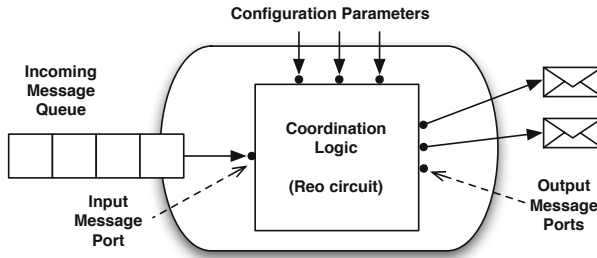 Configuration Parameters
Incoming
Message
Queue
Coordination
Logic
(Reo circuit)
Input
Message
Port
Output
Message
Ports